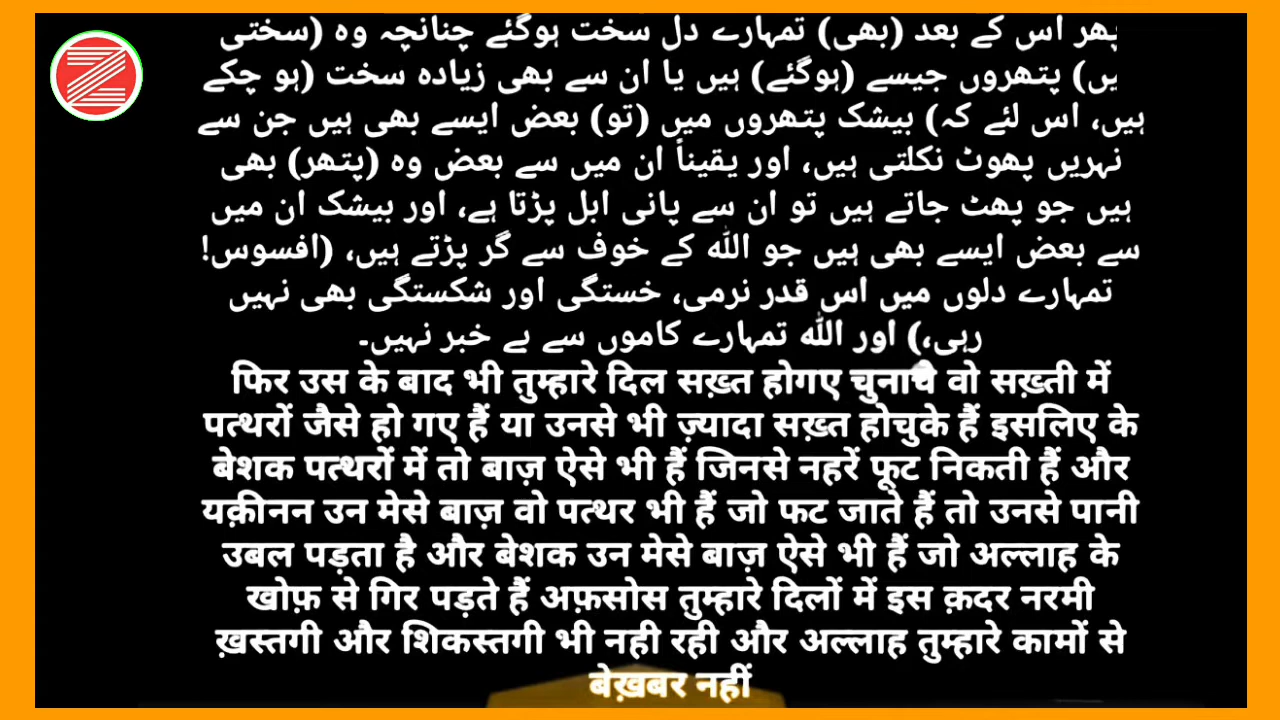 پھر اس کے بعد (بھی) تمہارے دل سخت ہوگئے چنانچہ وہ (سختی
یں) پتھروں جیسے (ہوگئے) ہیں یا ان سے بھی زیادہ سخت (ہو چکے
ہیں، اس لئے کہ) بیشک پتھروں میں (تو) بعض ایسے بھی ہیں جن سے
نہریں پھوٹ نکلتی ہیں، اور یقیناً ان میں سے بعض وہ (پتھر) بھی
ہیں جو پھٹ جاتے ہیں تو ان سے پانی ابل پڑتا ہے، اور بیشک ان میں
سے بعض ایسے بھی ہیں جو اللہ کے خوف سے گر پڑتے ہیں، (افسوس!
تمہارے دلوں میں اس قدر نرمی، خستگی اور شکستگی بھی نہیں
رہی،) اور اللہ تمہارے کاموں سے بے خبر نہیں۔
फिर उस के बाद भी तुम्हारे दिल सख़्त होगए चुनाचे वो सख़्ती में
पत्थरों जैसे हो गए हैं या उनसे भी ज़्यादा सख़्त होचुके हैं इसलिए के
बेशक पत्थरों में तो बाज़ ऐसे भी हैं जिनसे नहरें फूट निकती हैं और
यक़ीनन उन मेसे बाज़ वो पत्थर भी हैं जो फट जाते हैं तो उनसे पानी
उबल पड़ता है और बेशक उन मेसे बाज़ ऐसे भी हैं जो अल्लाह के
खोफ़ से गिर पड़ते हैं अफ़सोस तुम्हारे दिलों में इस क़दर नरमी
ख़स्तगी और शिकस्तगी भी नही रही और अल्लाह तुम्हारे कामों से
बेख़बर नहीं